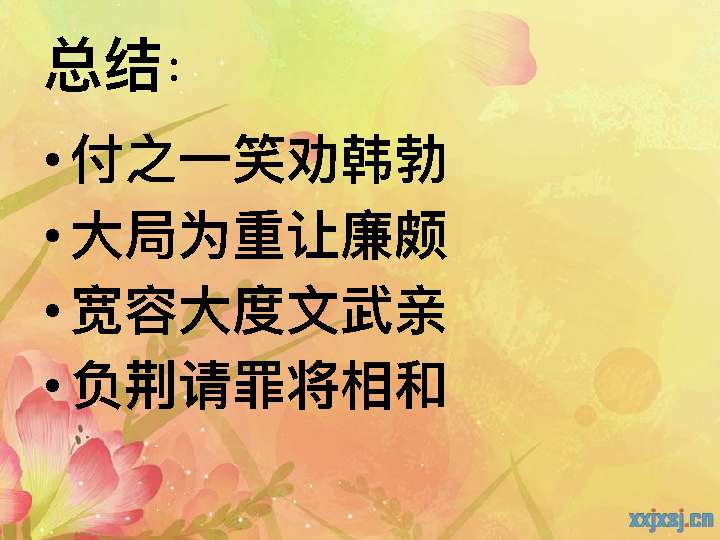 总结：
• 付之一笑劝韩勃
• 大局为重让廉颇
• 宽容大度文武亲
• 负荆请罪将相和
xxjxsj.cn